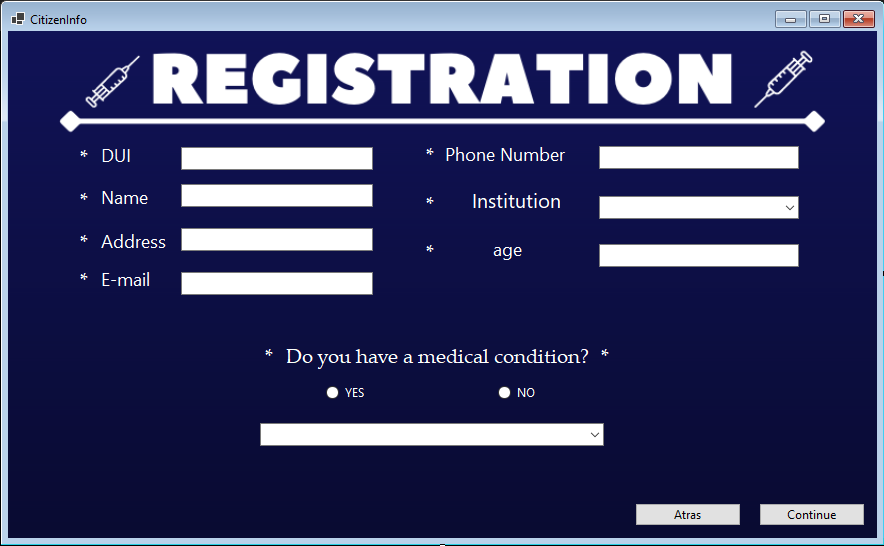 CitizenInfo
REGISTRATION
* DUI
* Name
* Address
* E-mail
* Phone Number
* Institution
* age
* Do you have a medical condition? *
YES NO
Atras Continue